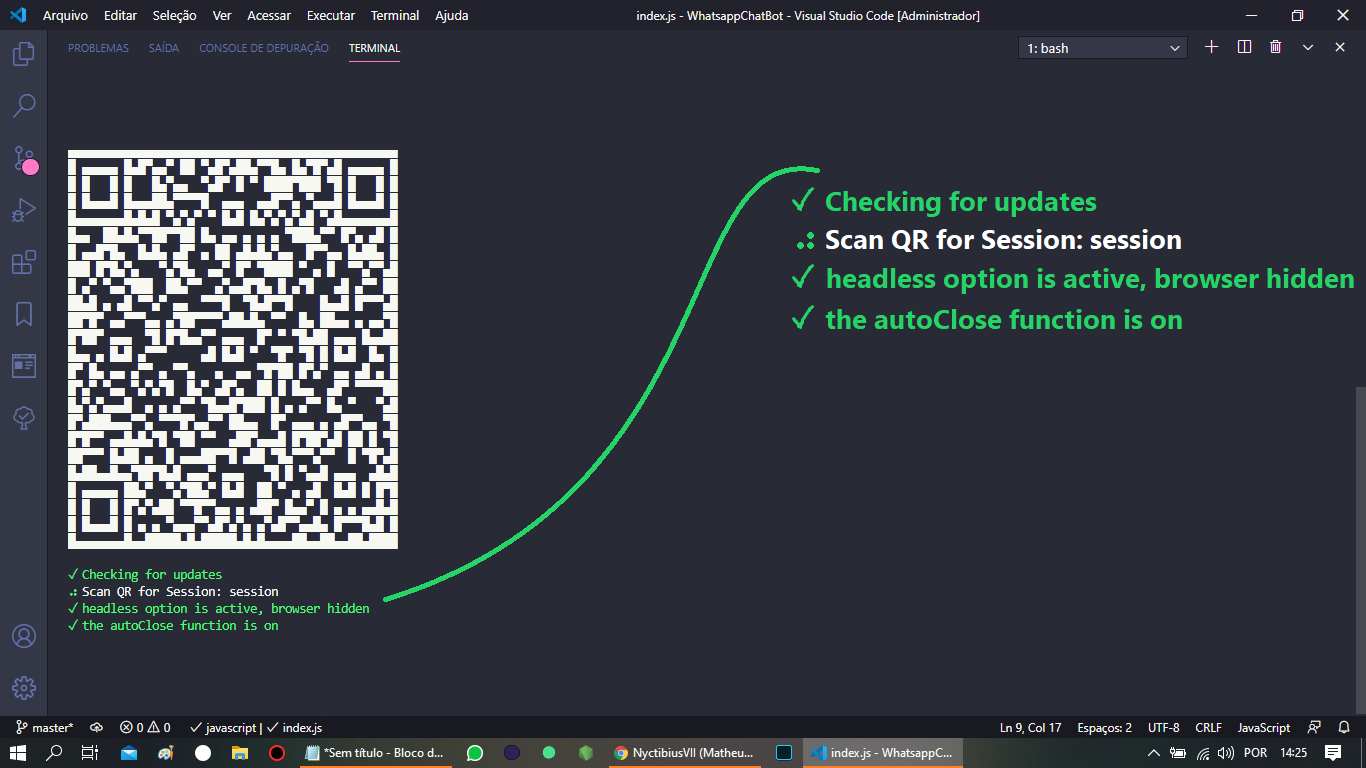 Arquivo Editar Seleção Ver Acessar Executar Terminal Ajuda
index.js - WhatsappChatBot - Visual Studio Code [Administrador]
PROBLEMAS SAÍDA CONSOLE DE DEPURAÇÃO TERMINAL
1: bash
✓ Checking for updates
Scan QR for Session: session
✓ headless option is active, browser hidden
✓ the autoClose function is on
✓ Checking for updates
Scan QR for Session: session
✓ headless option is active, browser hidden
✓ the autoClose function is on
master* 0 0 ✓ javascript | ✓ index.js
Ln 9, Col 17 Espaços: 2 UTF-8 CRLF JavaScript
*Sem título - Bloco d...
NyctibiusVII (Matheu...
index.js - WhatsappC...
POR 14:25